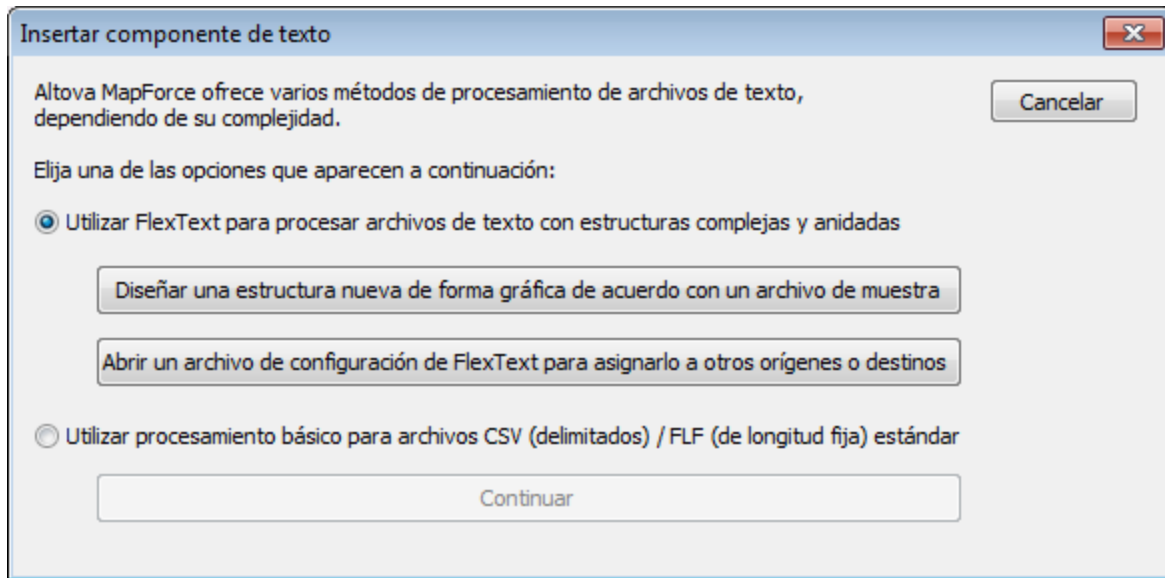 Insertar componente de texto
Altova MapForce ofrece varios métodos de procesamiento de archivos de texto,
dependiendo de su complejidad.
Cancelar
Elija una de las opciones que aparecen a continuación:
Utilizar FlexText para procesar archivos de texto con estructuras complejas y anidadas
Diseñar una estructura nueva de forma gráfica de acuerdo con un archivo de muestra
Abrir un archivo de configuración de FlexText para asignarlo a otros orígenes o destinos
Utilizar procesamiento básico para archivos CSV (delimitados) / FLF (de longitud fija) estándar
Continuar